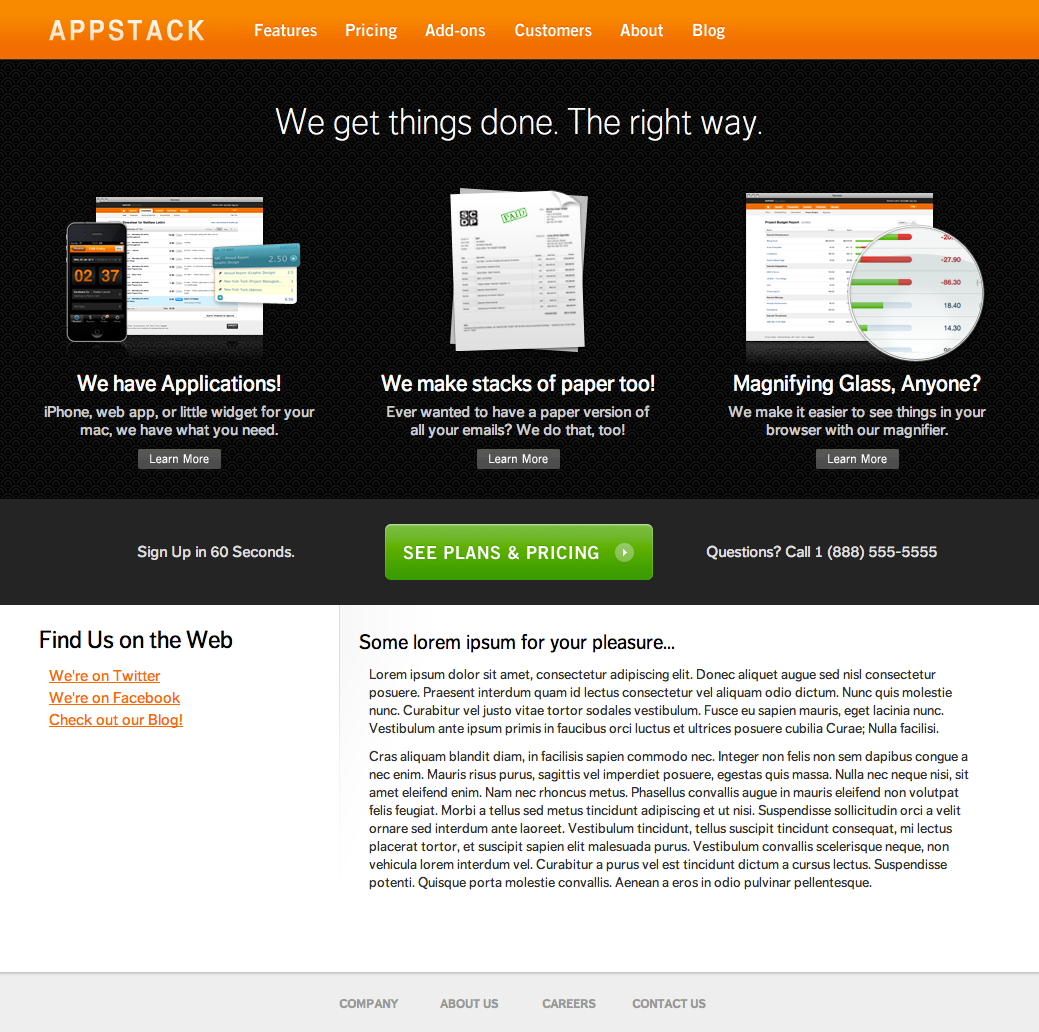 APPSTACK Features Pricing Add-ons Customers About Blog
We get things done. The right way.
02 37
2.50
SCOP
PAID
Project Budget Report
-27.90
-86.30
18.40
14.30
We have Applications!
iPhone, web app, or little widget for your
mac, we have what you need.
Learn More
We make stacks of paper too!
Ever wanted to have a paper version of
all your emails? We do that, too!
Learn More
Magnifying Glass, Anyone?
We make it easier to see things in your
browser with our magnifier.
Learn More
Sign Up in 60 Seconds.
SEE PLANS & PRICING
Questions? Call 1 (888) 555-5555
Find Us on the Web
We're on Twitter
We're on Facebook
Check out our Blog!
Some lorem ipsum for your pleasure...
Lorem ipsum dolor sit amet, consectetur adipiscing elit. Donec aliquet augue sed nisl consectetur
posuere. Praesent interdum quam id lectus consectetur vel aliquam odio dictum. Nunc quis molestie
nunc. Curabitur vel justo vitae tortor sodales vestibulum. Fusce eu sapien mauris, eget lacinia nunc.
Vestibulum ante ipsum primis in faucibus orci luctus et ultrices posuere cubilia Curae; Nulla facilisi.
Cras aliquam blandit diam, in facilisis sapien commodo nec. Integer non felis non sem dapibus congue a
nec enim. Mauris risus purus, sagittis vel imperdiet posuere, egestas quis massa. Nulla nec neque nisi, sit
amet eleifend enim. Nam nec rhoncus metus. Phasellus convallis augue in mauris eleifend non volutpat
felis feugiat. Morbi a tellus sed metus tincidunt adipiscing et ut nisi. Suspendisse sollicitudin orci a velit
ornare sed interdum ante laoreet. Vestibulum tincidunt, tellus suscipit tincidunt consequat, mi lectus
placerat tortor, et suscipit sapien elit malesuada purus. Vestibulum convallis scelerisque neque, non
vehicula lorem interdum vel. Curabitur a purus vel est tincidunt dictum a cursus lectus. Suspendisse
potenti. Quisque porta molestie convallis. Aenean a eros in odio pulvinar pellentesque.
COMPANY ABOUT US CAREERS CONTACT US